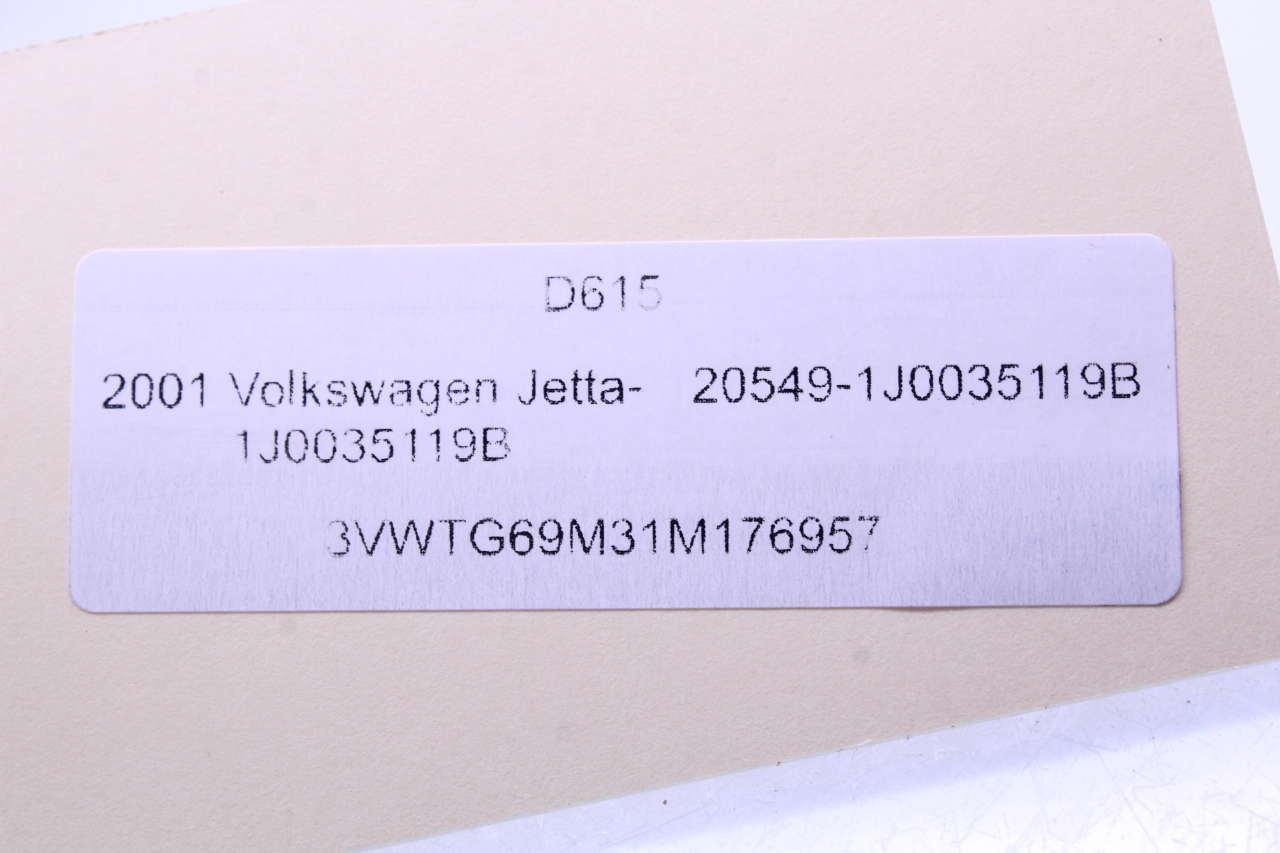 D615
2001 Volkswagen Jetta- 20549-1J0035119B
1J0035119B
3VWTG69M31M176957